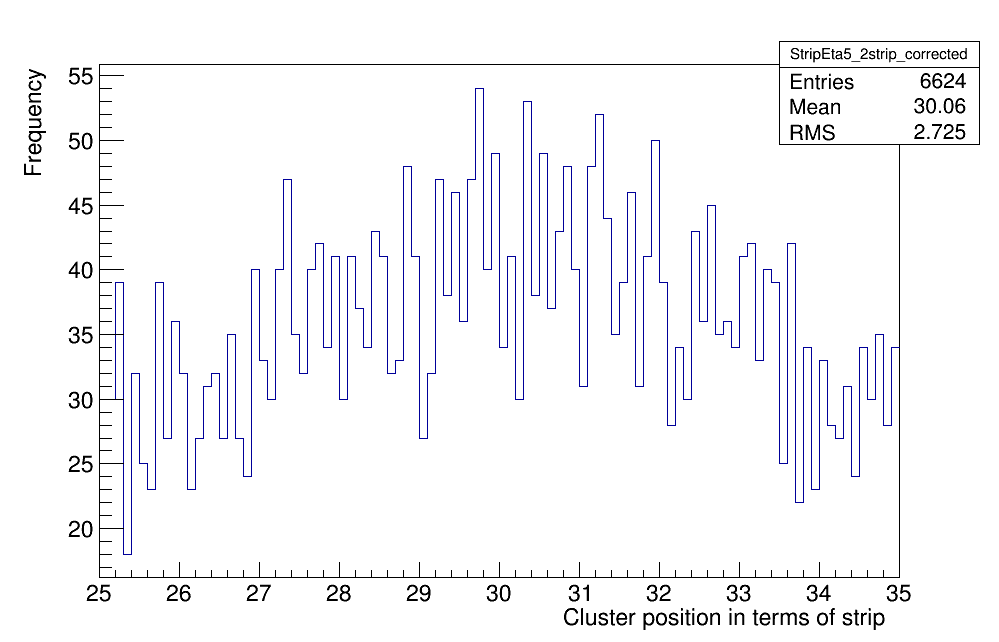 StripEta5_2strip_corrected
Entries 6624
Mean 30.06
RMS 2.725
Frequency
55
50
45
40
35
30
25
20
25 26 27 28 29 30 31 32 33 34 35
Cluster position in terms of strip